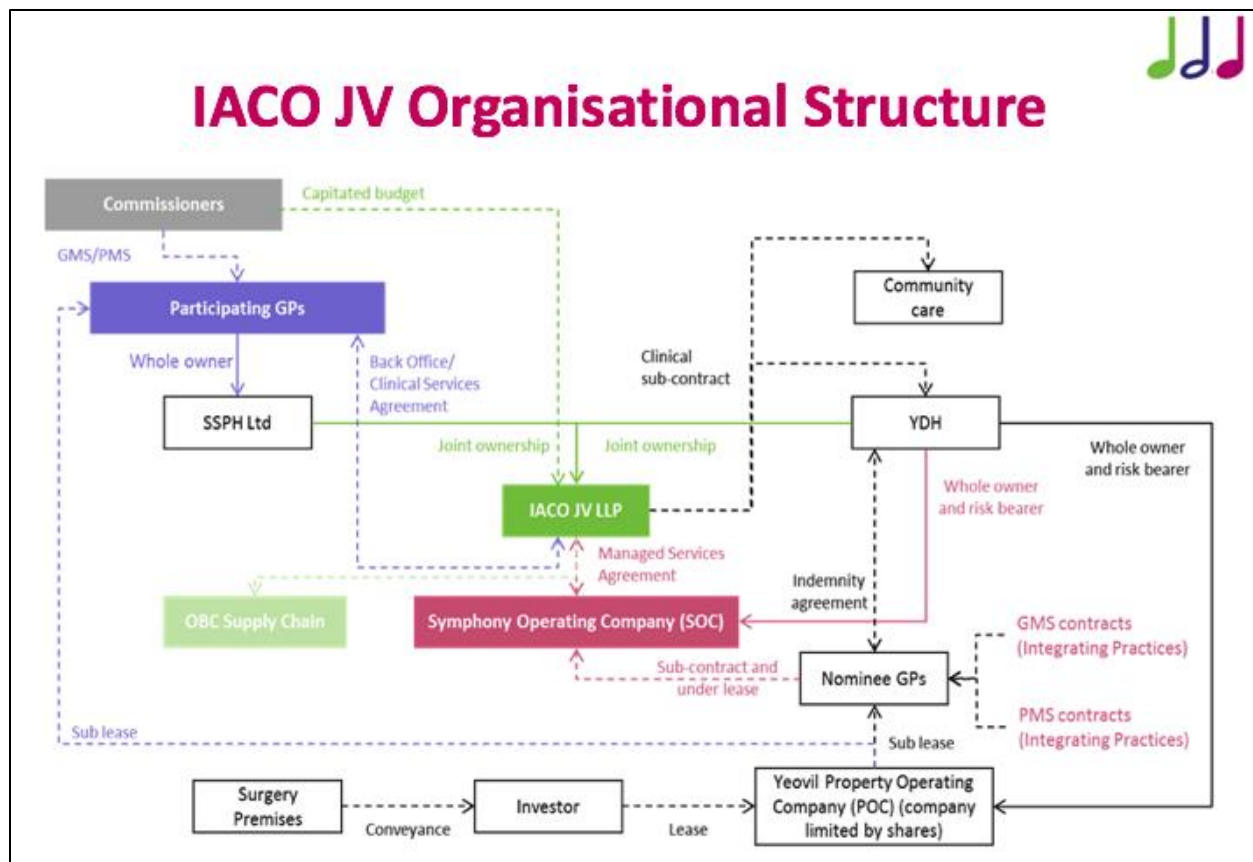 IACO JV Organisational Structure
Commissioners
Capitated budget
GMS/PMS
Participating GPs
Community
care
Whole owner
Back Office/
Clinical Services
Agreement
Clinical
sub-contract
SSPH Ltd
YDH
Joint ownership
Joint ownership
Whole owner
and risk bearer
Whole owner
and risk bearer
IACO JV LLP
Managed Services
Agreement
Indemnity
agreement
OBC Supply Chain
Symphony Operating Company (SOC)
GMS contracts
(Integrating Practices)
Sub-contract and
under lease
Nominee GPs
PMS contracts
(Integrating Practices)
Sub lease
Sub lease
Surgery
Premises
Conveyance
Investor
Lease
Yeovil Property Operating
Company (POC) (company
limited by shares)